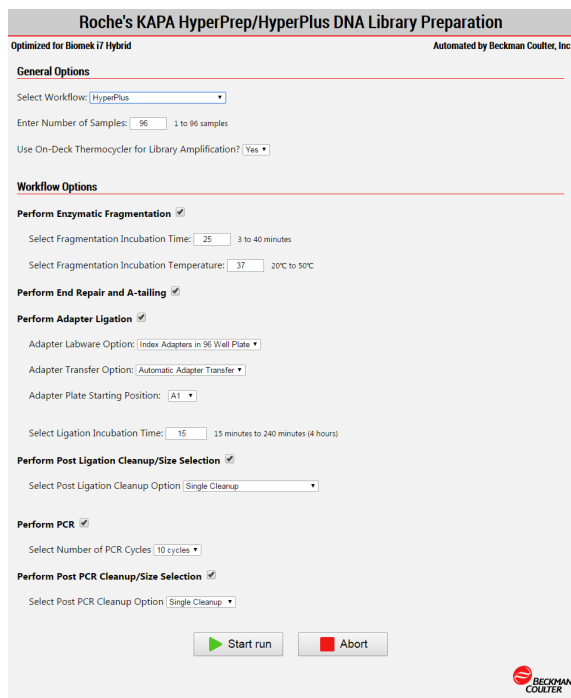 Roche's KAPA HyperPrep/HyperPlus DNA Library Preparation
Optimized for Biomek i7 Hybrid Automated by Beckman Coulter, Inc
General Options
Select Workflow: HyperPlus
Enter Number of Samples: 96 1 to 96 samples
Use On-Deck Thermocycler for Library Amplification? Yes
Workflow Options
Perform Enzymatic Fragmentation
Select Fragmentation Incubation Time: 25 3 to 40 minutes
Select Fragmentation Incubation Temperature: 37 20℃ to 50℃
Perform End Repair and A-tailing
Perform Adapter Ligation
Adapter Labware Option: Index Adapters in 96 Well Plate
Adapter Transfer Option: Automatic Adapter Transfer
Adapter Plate Starting Position: A1
Select Ligation Incubation Time: 15 15 minutes to 240 minutes (4 hours)
Perform Post Ligation Cleanup/Size Selection
Select Post Ligation Cleanup Option Single Cleanup
Perform PCR
Select Number of PCR Cycles 10 cycles
Perform Post PCR Cleanup/Size Selection
Select Post PCR Cleanup Option Single Cleanup
Start run Abort
BECKMAN
COULTER